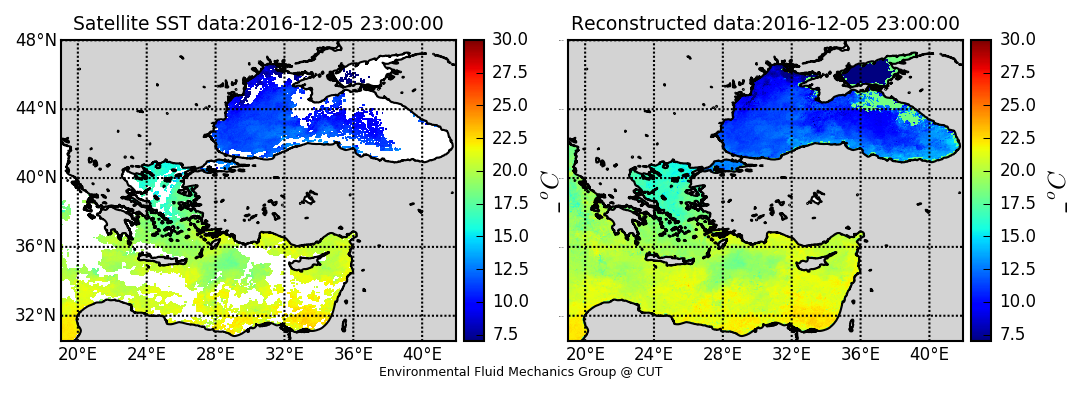 Satellite SST data:2016-12-05 23:00:00
48°N
44°N
40°N
36°N
32°N
20°E 24°E 28°E 32°E 36°E 40°E
30.0
27.5
25.0
22.5
20.0
17.5
15.0
12.5
10.0
7.5
_ °C
Reconstructed data:2016-12-05 23:00:00
20°E 24°E 28°E 32°E 36°E 40°E
30.0
27.5
25.0
22.5
20.0
17.5
15.0
12.5
10.0
7.5
_ °C
Environmental Fluid Mechanics Group @ CUT